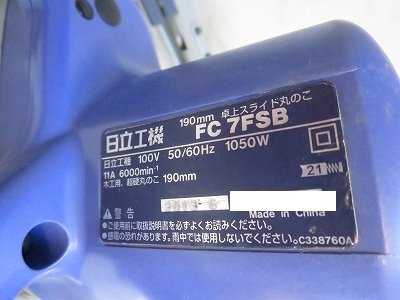 190mm 卓上スライド丸のこ
日立工機 FC 7FSB
日立工機 100V 50/60Hz 1050W
11A 6000min⁻¹
木工用、超硬丸のこ 190mm
21
警告
Made in China
●ご使用前に取扱説明書を必ずよくお読みください。
●感電の恐れがあります。雨中では使用しないでください。 C338760A